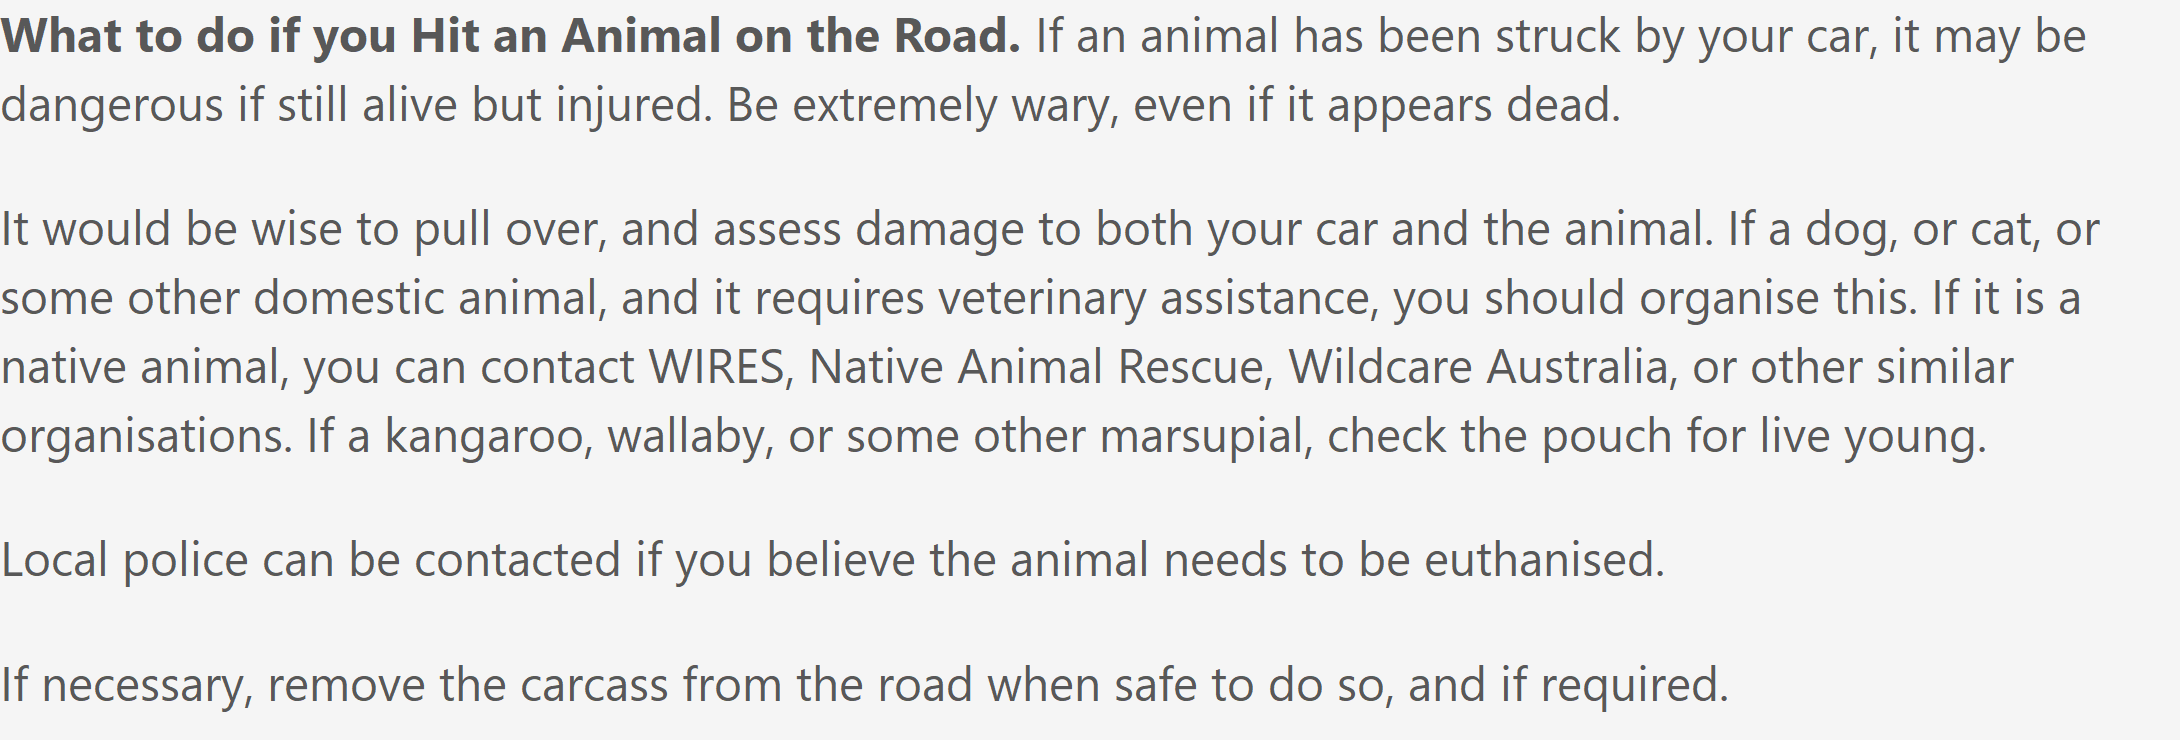 What to do if you Hit an Animal on the Road. If an animal has been struck by your car, it may be
dangerous if still alive but injured. Be extremely wary, even if it appears dead.
It would be wise to pull over, and assess damage to both your car and the animal. If a dog, or cat, or
some other domestic animal, and it requires veterinary assistance, you should organise this. If it is a
native animal, you can contact WIRES, Native Animal Rescue, Wildcare Australia, or other similar
organisations. If a kangaroo, wallaby, or some other marsupial, check the pouch for live young.
Local police can be contacted if you believe the animal needs to be euthanised.
If necessary, remove the carcass from the road when safe to do so, and if required.